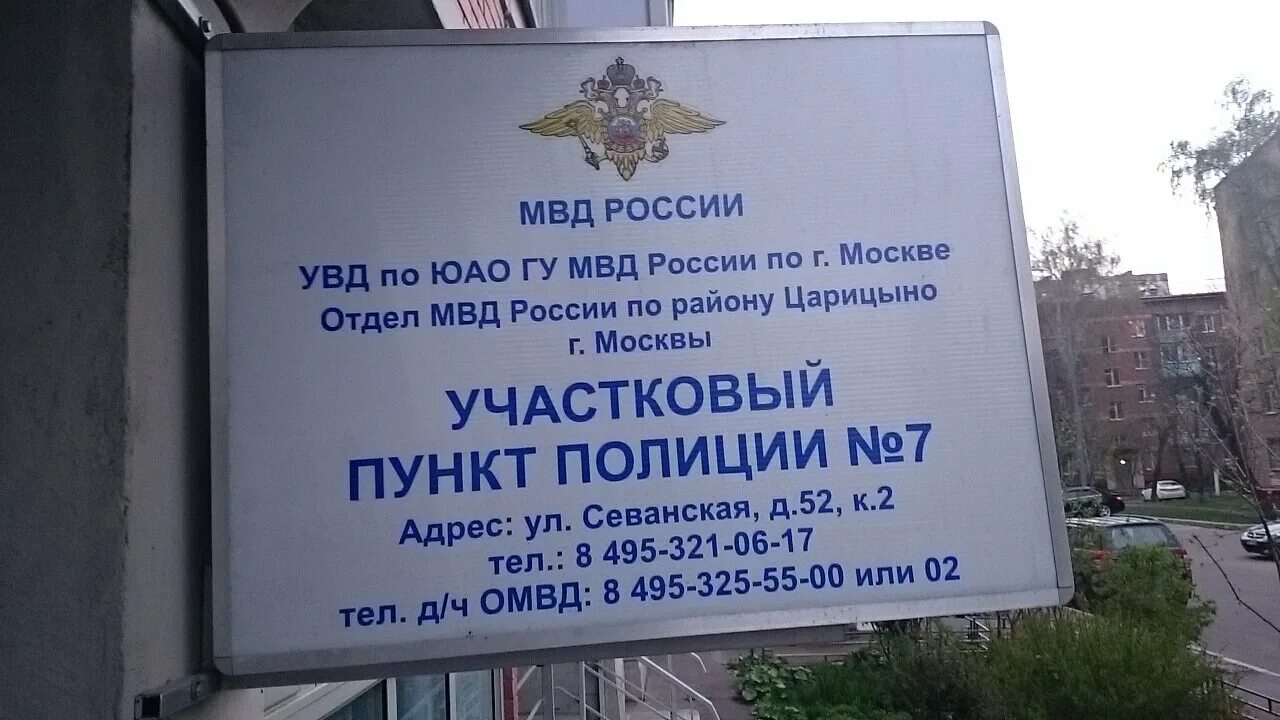 МВД РОССИИ
УВД по ЮАО ГУ МВД России по г. Москве
Отдел МВД России по району Царицыно
г. Москвы
УЧАСТКОВЫЙ
ПУНКТ ПОЛИЦИИ №7
Адрес: ул. Севанская, д.52, к.2
тел.: 8 495-321-06-17
тел. д/ч ОМВД: 8 495-325-55-00 или 02